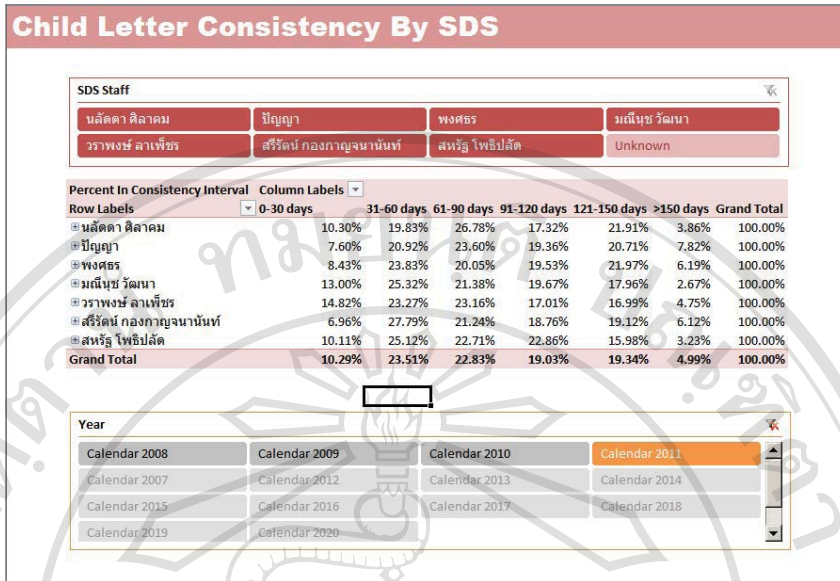 Child Letter Consistency By SDS
SDS Staff
นลัดดา ศิลาคม ปัญญา พงศธร มณีนุช วัฒนา
วราพงษ์ ลาเพ็ชร สรีรัตน์ กองกาญจนานันท์ สหรัฐ โพธิปลัด Unknown
Percent In Consistency Interval Column Labels
Row Labels 0-30 days 31-60 days 61-90 days 91-120 days 121-150 days >150 days Grand Total
นลัดดา ศิลาคม 10.30% 19.83% 26.78% 17.32% 21.91% 3.86% 100.00%
ปัญญา 7.60% 20.92% 23.60% 19.36% 20.71% 7.82% 100.00%
พงศธร 8.43% 23.83% 20.05% 19.53% 21.97% 6.19% 100.00%
มณีนุช วัฒนา 13.00% 25.32% 21.38% 19.67% 17.96% 2.67% 100.00%
วราพงษ์ ลาเพ็ชร 14.82% 23.27% 23.16% 17.01% 16.99% 4.75% 100.00%
สรีรัตน์ กองกาญจนานันท์ 6.96% 27.79% 21.24% 18.76% 19.12% 6.12% 100.00%
สหรัฐ โพธิปลัด 10.11% 25.12% 22.71% 22.86% 15.98% 3.23% 100.00%
Grand Total 10.29% 23.51% 22.83% 19.03% 19.34% 4.99% 100.00%
Year
Calendar 2008 Calendar 2009 Calendar 2010 Calendar 2011
Calendar 2007 Calendar 2012 Calendar 2013 Calendar 2014
Calendar 2015 Calendar 2016 Calendar 2017 Calendar 2018
Calendar 2019 Calendar 2020